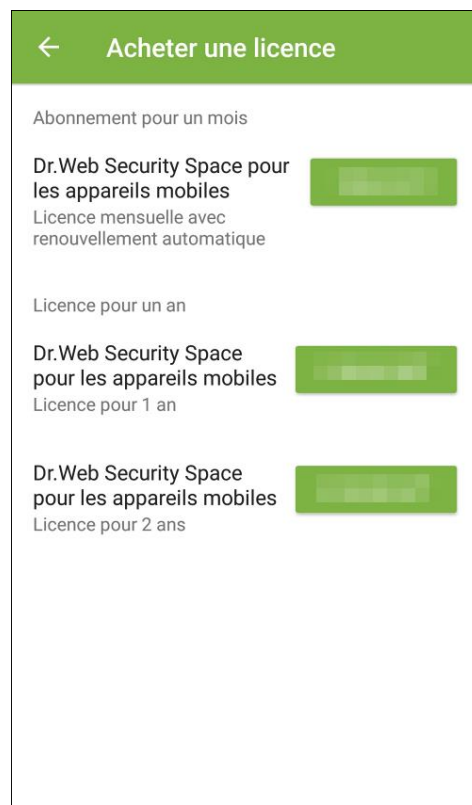 Acheter une licence
Abonnement pour un mois
Dr.Web Security Space pour
les appareils mobiles
Licence mensuelle avec
renouvellement automatique
Licence pour un an
Dr.Web Security Space
pour les appareils mobiles
Licence pour 1 an
Dr.Web Security Space
pour les appareils mobiles
Licence pour 2 ans